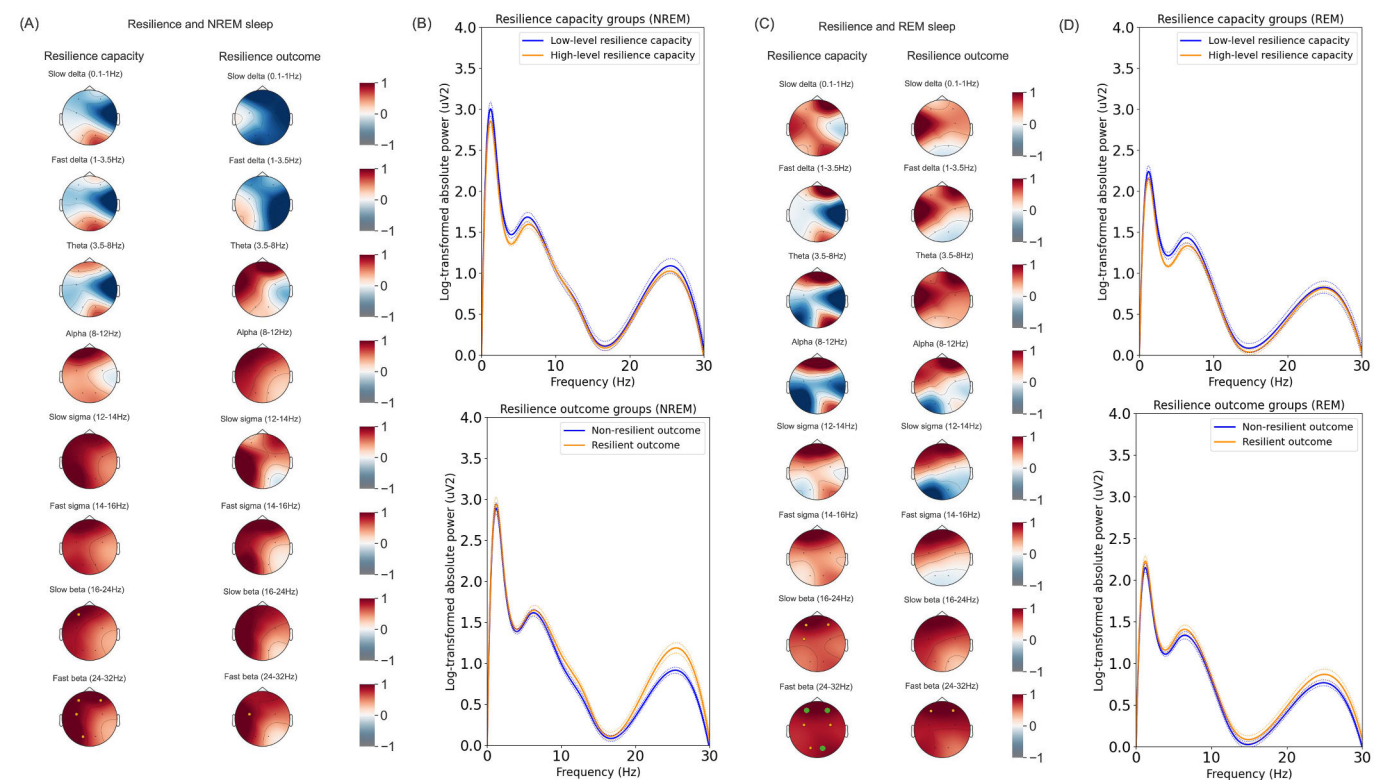 (A)
Resilience and NREM sleep
Resilience capacity
Resilience outcome
Slow delta (0.1-1Hz)
Slow delta (0.1-1Hz)
1
0
−1
Fast delta (1-3.5Hz)
Fast delta (1-3.5Hz)
1
0
−1
Theta (3.5-8Hz)
Theta (3.5-8Hz)
1
0
−1
Alpha (8-12Hz)
Alpha (8-12Hz)
1
0
−1
Slow sigma (12-14Hz)
Slow sigma (12-14Hz)
1
0
−1
Fast sigma (14-16Hz)
Fast sigma (14-16Hz)
1
0
−1
Slow beta (16-24Hz)
Slow beta (16-24Hz)
1
0
−1
Fast beta (24-32Hz)
Fast beta (24-32Hz)
1
0
−1
(B)
Resilience capacity groups (NREM)
Low-level resilience capacity
High-level resilience capacity
Log-transformed absolute power (uV2)
4.0
3.5
3.0
2.5
2.0
1.5
1.0
0.5
0.0
0 10 20 30
Frequency (Hz)
Resilience outcome groups (NREM)
Non-resilient outcome
Resilient outcome
Log-transformed absolute power (uV2)
4.0
3.5
3.0
2.5
2.0
1.5
1.0
0.5
0.0
0 10 20 30
Frequency (Hz)
(C)
Resilience and REM sleep
Resilience capacity
Resilience outcome
Slow delta (0.1-1Hz)
Slow delta (0.1-1Hz)
1
0
−1
Fast delta (1-3.5Hz)
Fast delta (1-3.5Hz)
1
0
−1
Theta (3.5-8Hz)
Theta (3.5-8Hz)
1
0
−1
Alpha (8-12Hz)
Alpha (8-12Hz)
1
0
−1
Slow sigma (12-14Hz)
Slow sigma (12-14Hz)
1
0
−1
Fast sigma (14-16Hz)
Fast sigma (14-16Hz)
1
0
−1
Slow beta (16-24Hz)
Slow beta (16-24Hz)
1
0
−1
Fast beta (24-32Hz)
Fast beta (24-32Hz)
1
0
−1
(D)
Resilience capacity groups (REM)
Low-level resilience capacity
High-level resilience capacity
Log-transformed absolute power (uV2)
4.0
3.5
3.0
2.5
2.0
1.5
1.0
0.5
0.0
0 10 20 30
Frequency (Hz)
Resilience outcome groups (REM)
Non-resilient outcome
Resilient outcome
Log-transformed absolute power (uV2)
4.0
3.5
3.0
2.5
2.0
1.5
1.0
0.5
0.0
0 10 20 30
Frequency (Hz)